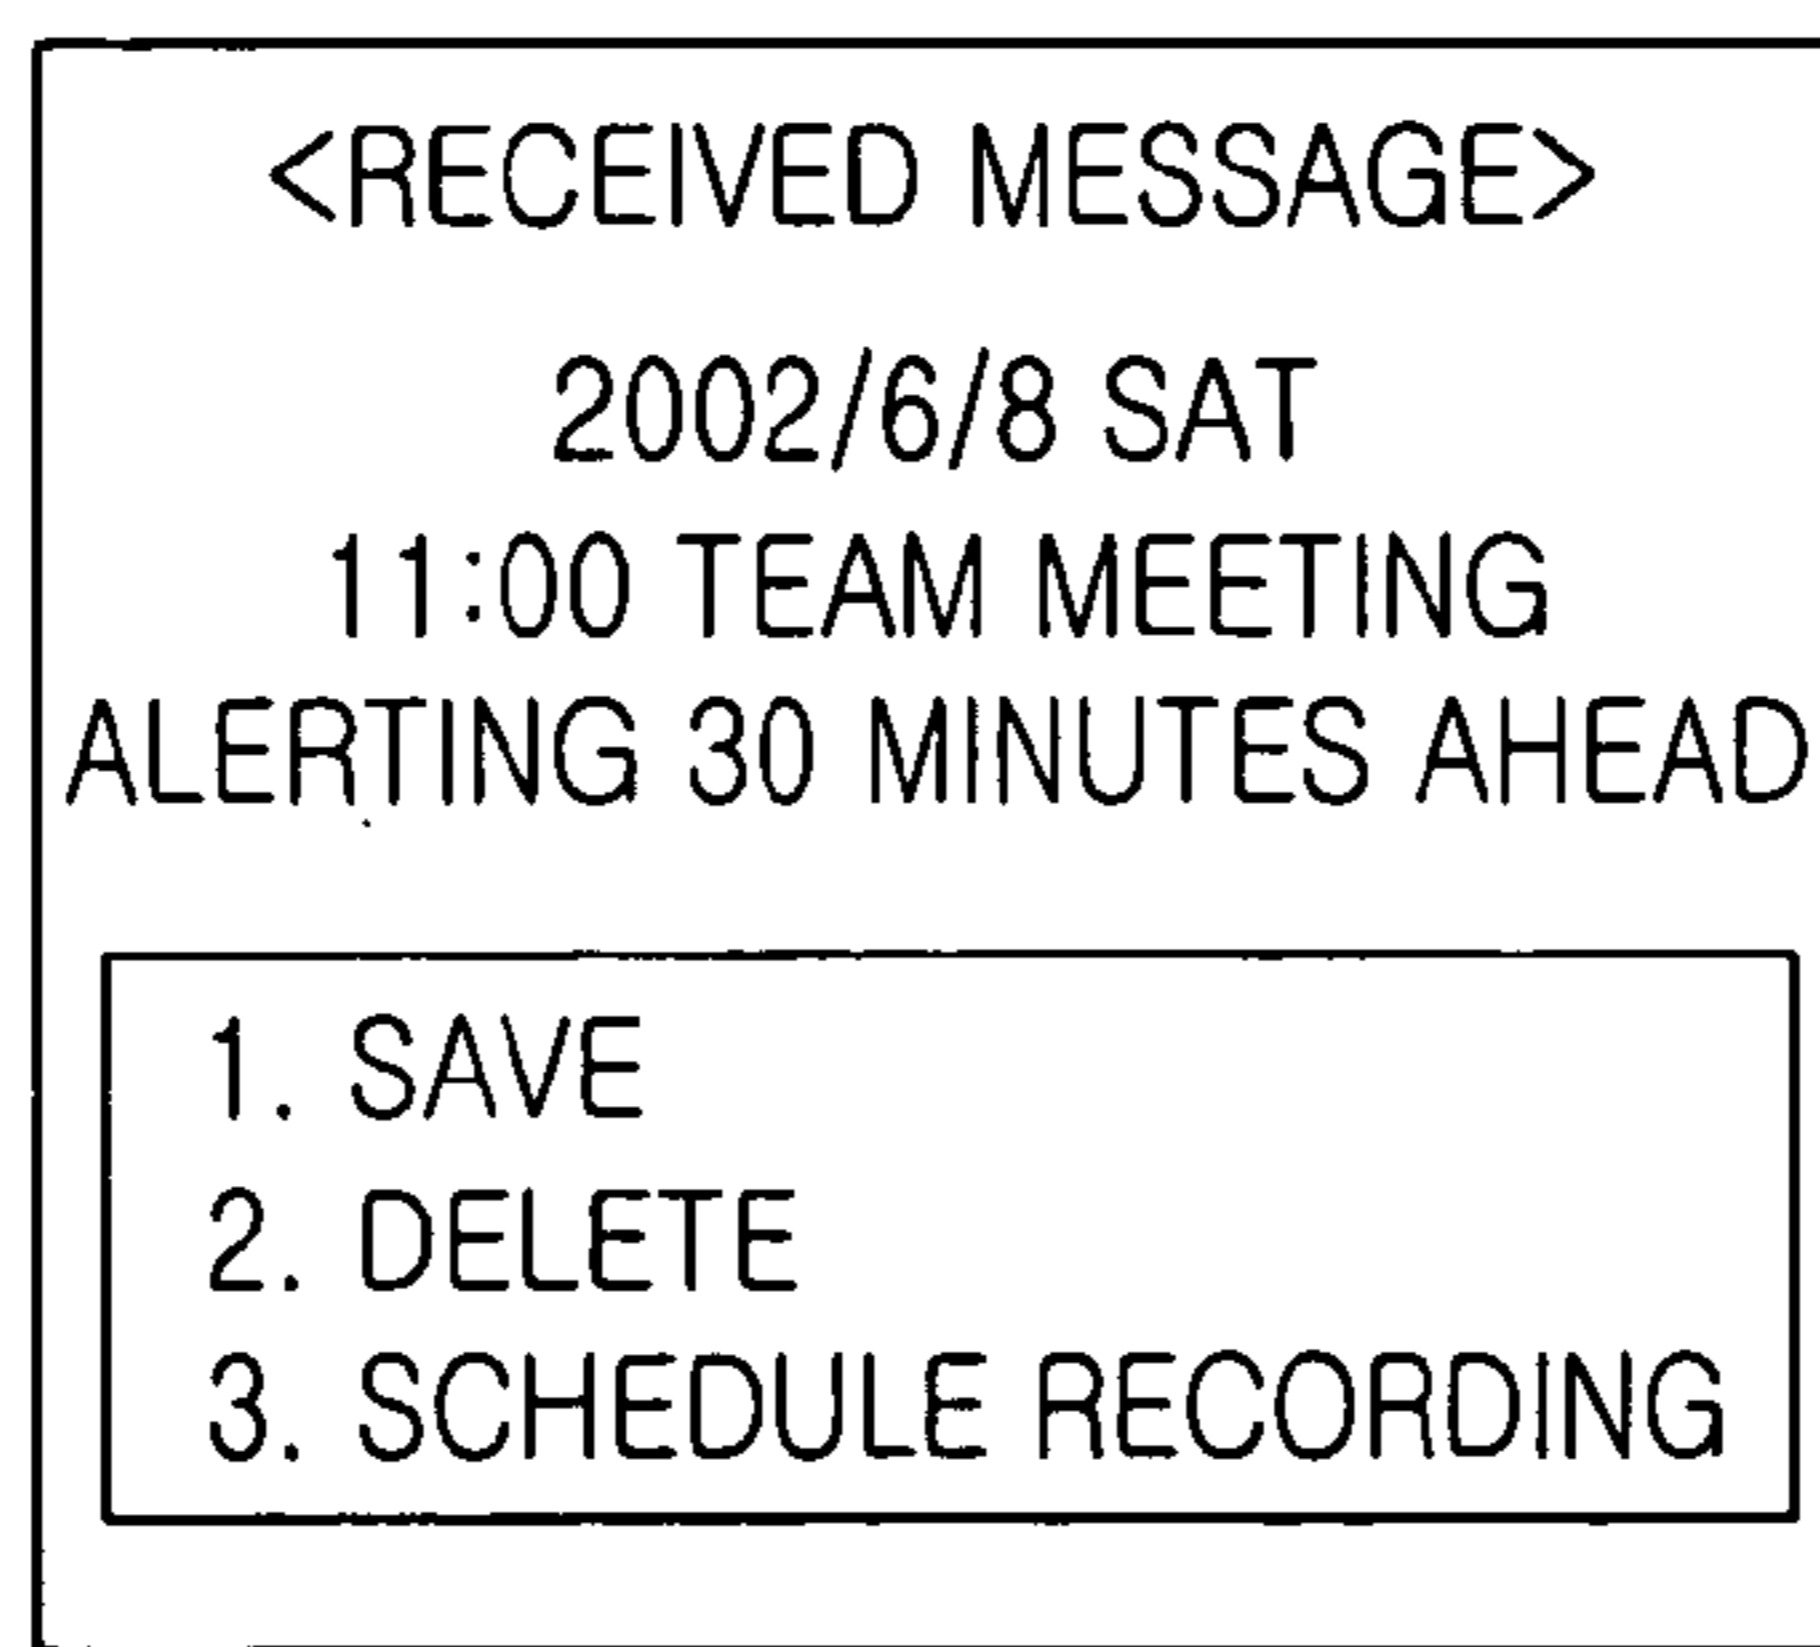 <RECEIVED MESSAGE>
2002/6/8 SAT
11:00 TEAM MEETING
ALERTING 30 MINUTES AHEAD
1. SAVE
2. DELETE
3. SCHEDULE RECORDING